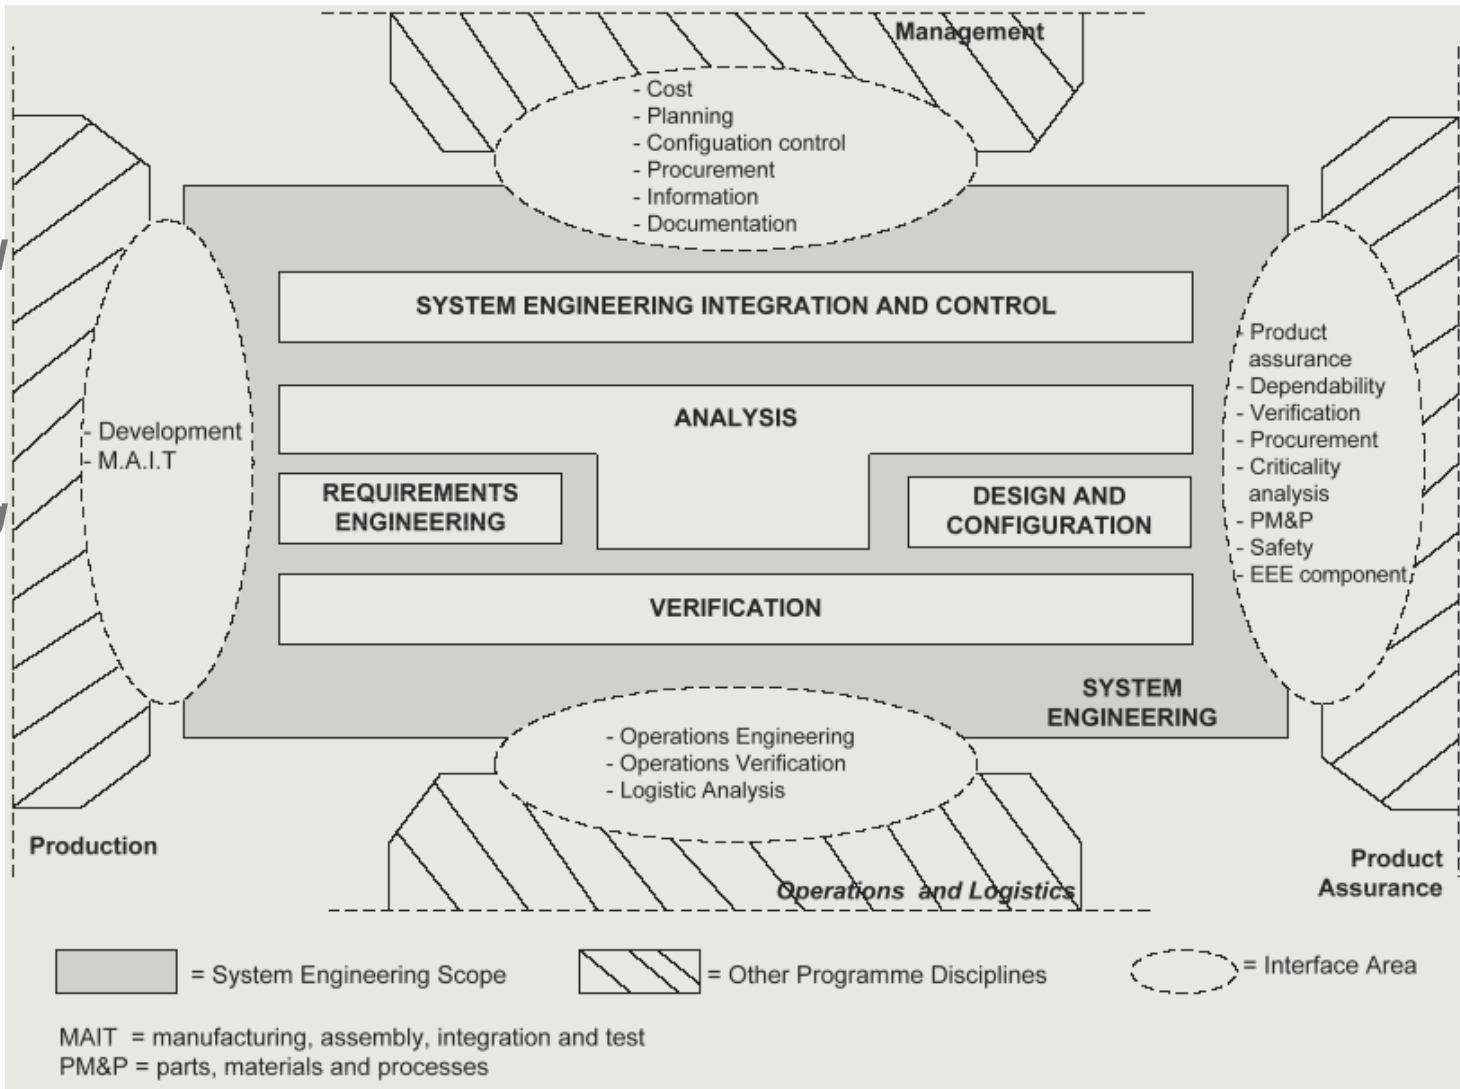 Management
- Cost
- Planning
- Configuation control
- Procurement
- Information
- Documentation
SYSTEM ENGINEERING INTEGRATION AND CONTROL
ANALYSIS
REQUIREMENTS
ENGINEERING
DESIGN AND
CONFIGURATION
VERIFICATION
SYSTEM
ENGINEERING
- Development
- M.A.I.T
- Product
assurance
- Dependability
- Verification
- Procurement
- Criticality
analysis
- PM&P
- Safety
- EEE component
- Operations Engineering
- Operations Verification
- Logistic Analysis
Production
Product
Assurance
Operations and Logistics
= System Engineering Scope
= Other Programme Disciplines
= Interface Area
MAIT = manufacturing, assembly, integration and test
PM&P = parts, materials and processes